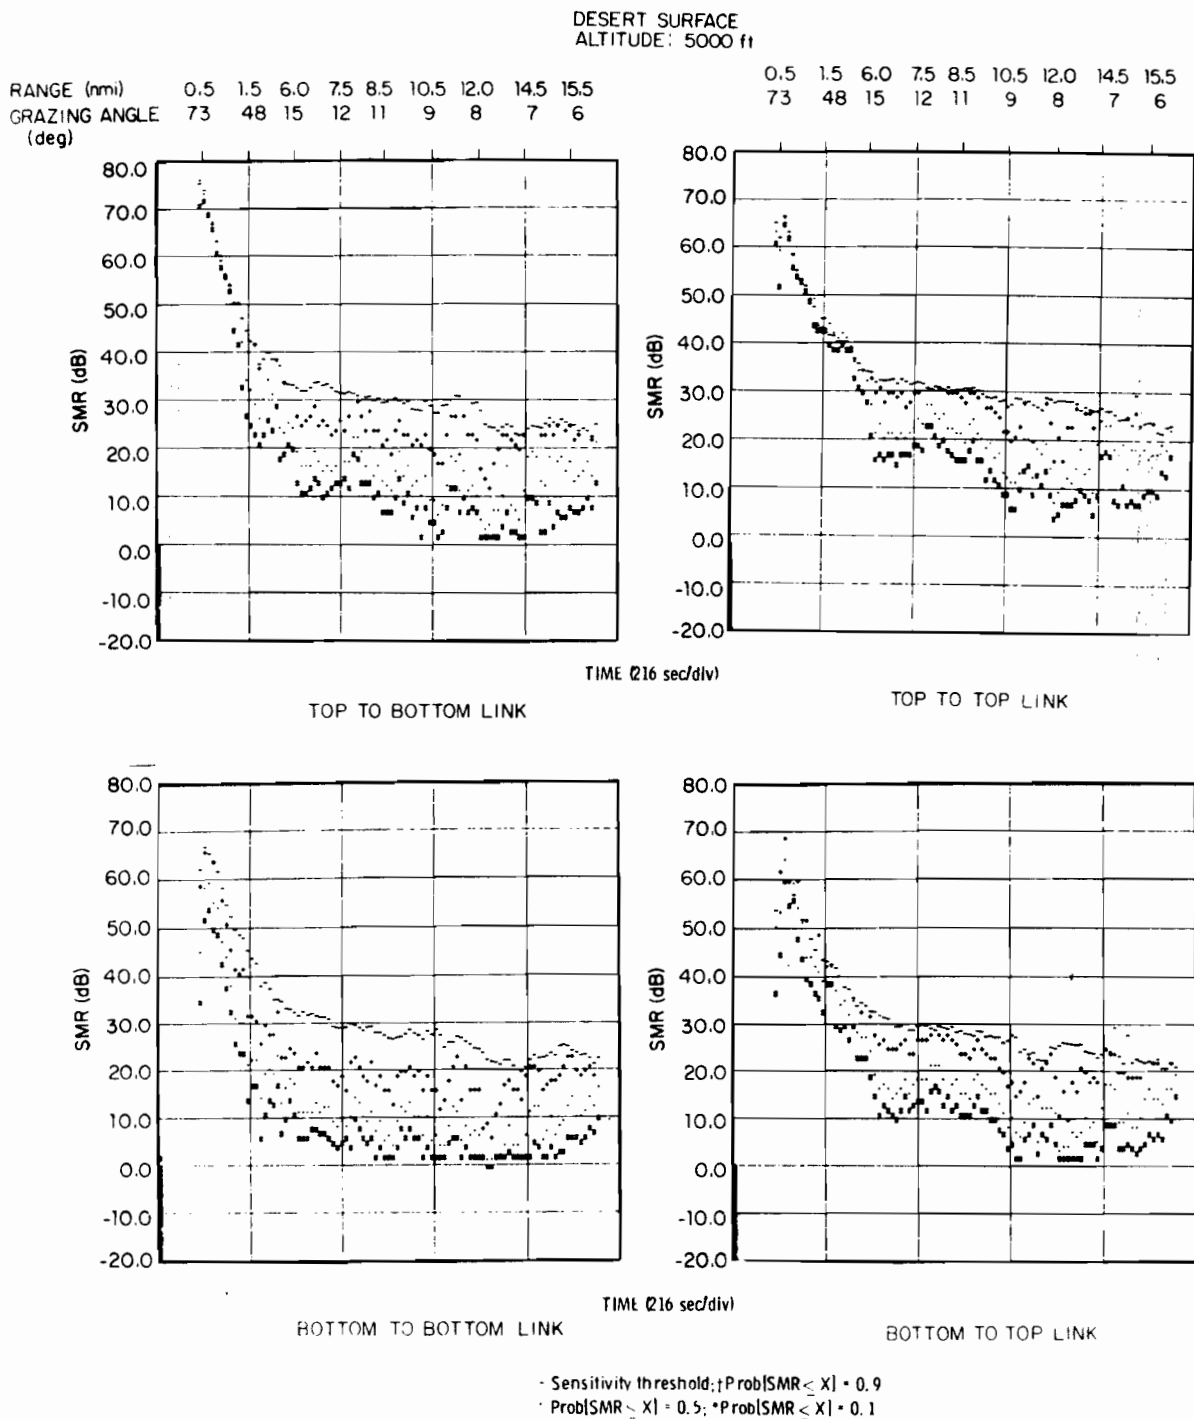 DESERT SURFACE
ALTITUDE: 5000 ft
RANGE (nmi) 0.5 1.5 6.0 7.5 8.5 10.5 12.0 14.5 15.5
GRAZING ANGLE 73 48 15 12 11 9 8 7 6
(deg)
0.5 1.5 6.0 7.5 8.5 10.5 12.0 14.5 15.5
73 48 15 12 11 9 8 7 6
SMR (dB)
80.0
70.0
60.0
50.0
40.0
30.0
20.0
10.0
0.0
-10.0
-20.0
SMR (dB)
80.0
70.0
60.0
50.0
40.0
30.0
20.0
10.0
0.0
-10.0
-20.0
TIME (216 sec/div)
TOP TO BOTTOM LINK
TOP TO TOP LINK
SMR (dB)
80.0
70.0
60.0
50.0
40.0
30.0
20.0
10.0
0.0
-10.0
-20.0
SMR (dB)
80.0
70.0
60.0
50.0
40.0
30.0
20.0
10.0
0.0
-10.0
-20.0
TIME (216 sec/div)
BOTTOM TO BOTTOM LINK
BOTTOM TO TOP LINK
- Sensitivity threshold; † Prob[SMR ≤ X] = 0.9
· Prob[SMR ≤ X] = 0.5; * Prob[SMR ≤ X] = 0.1